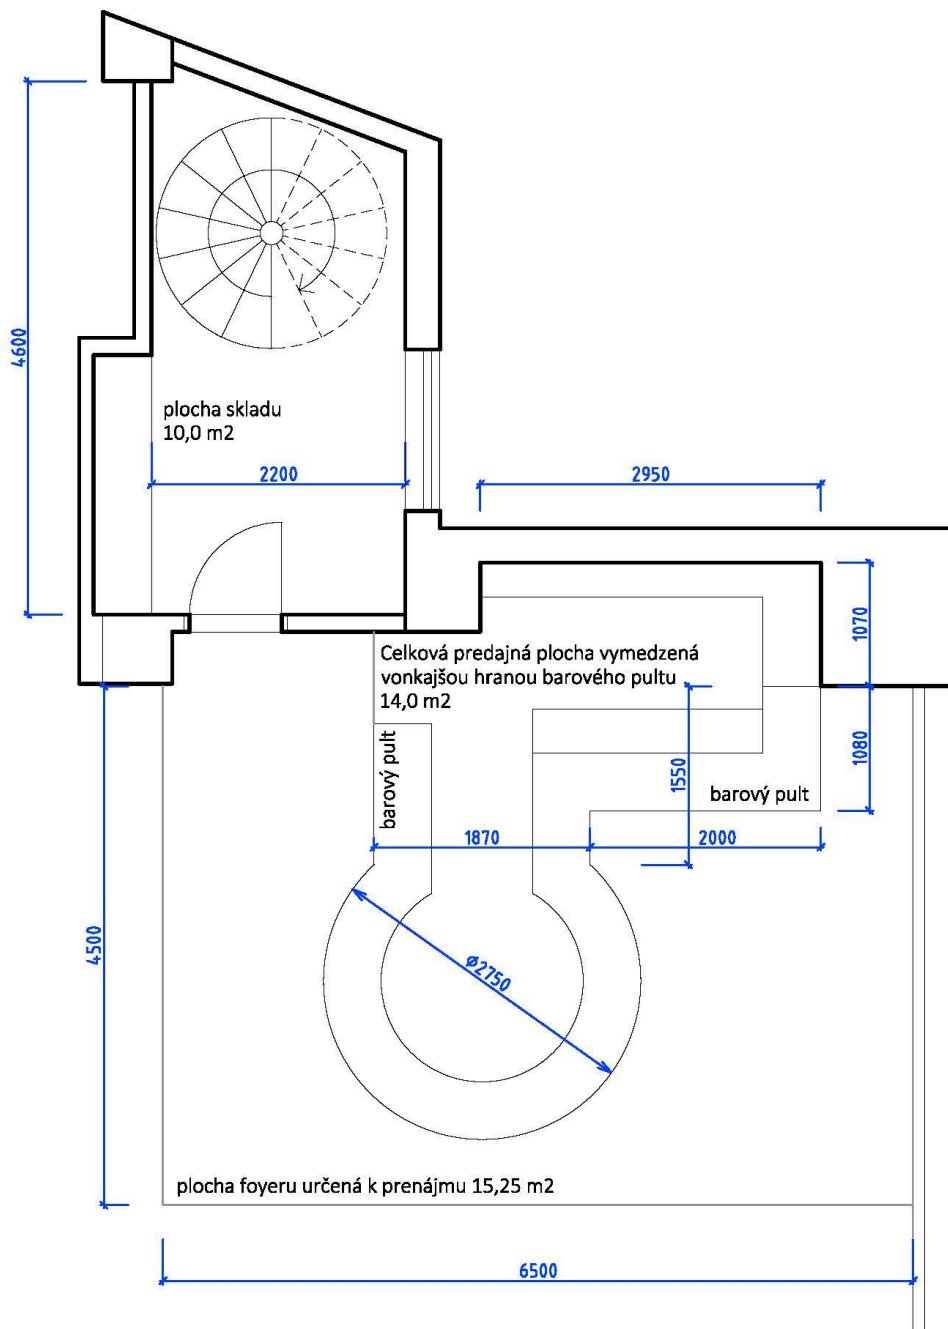 4600
plocha skladu
10,0 m2
2200
2950
1070
Celková predajná plocha vymedzená
vonkajšou hranou barového pultu
14,0 m2
barový pult
1550
1080
barový pult
1870
2000
4500
ø2750
plocha foyeru určená k prenájmu 15,25 m2
6500